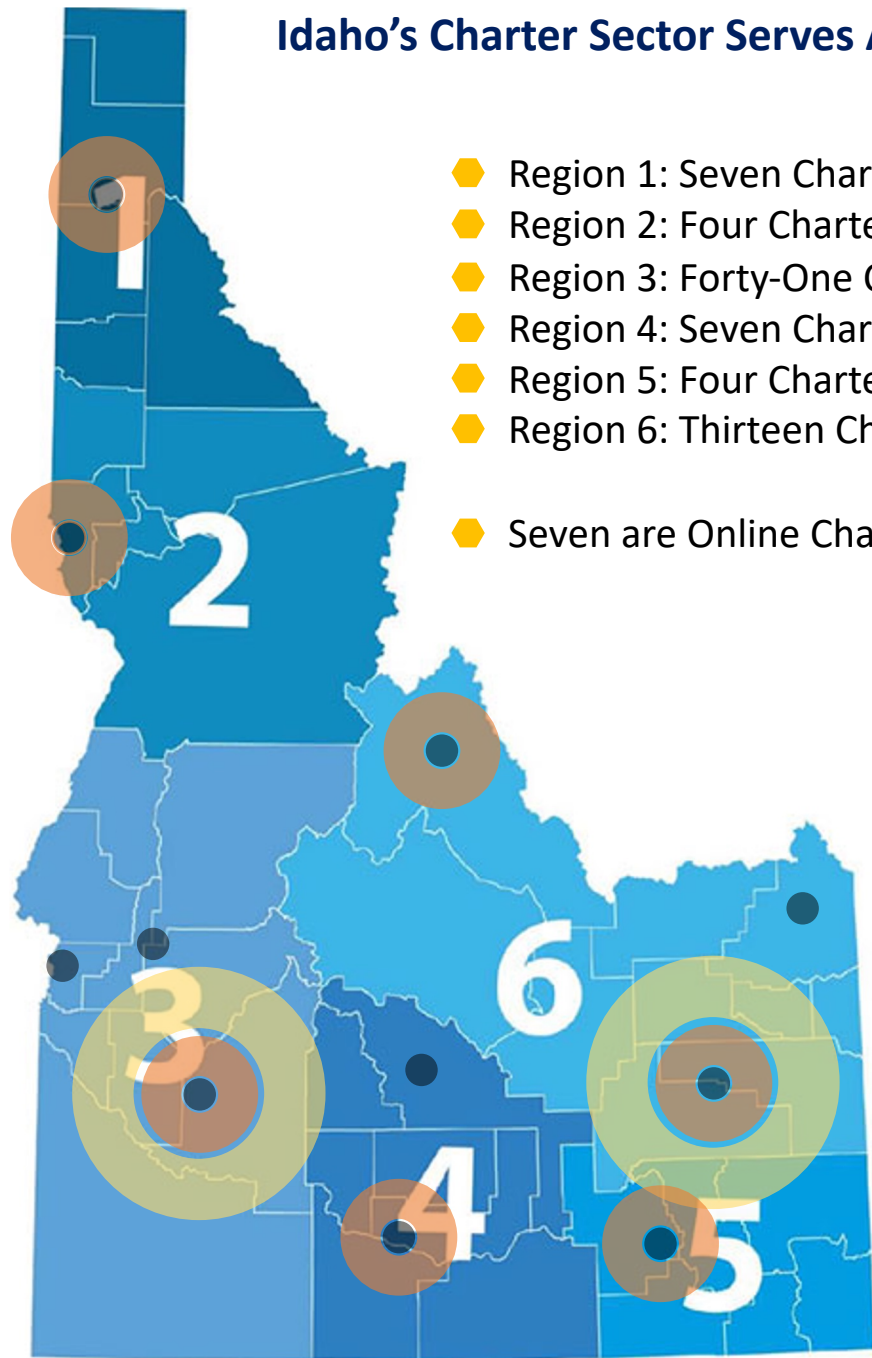 Idaho's Charter Sector Serves A
Region 1: Seven Char
Region 2: Four Charte
Region 3: Forty-One C
Region 4: Seven Char
Region 5: Four Charte
Region 6: Thirteen Ch
Seven are Online Cha
1
2
3
6
4
5